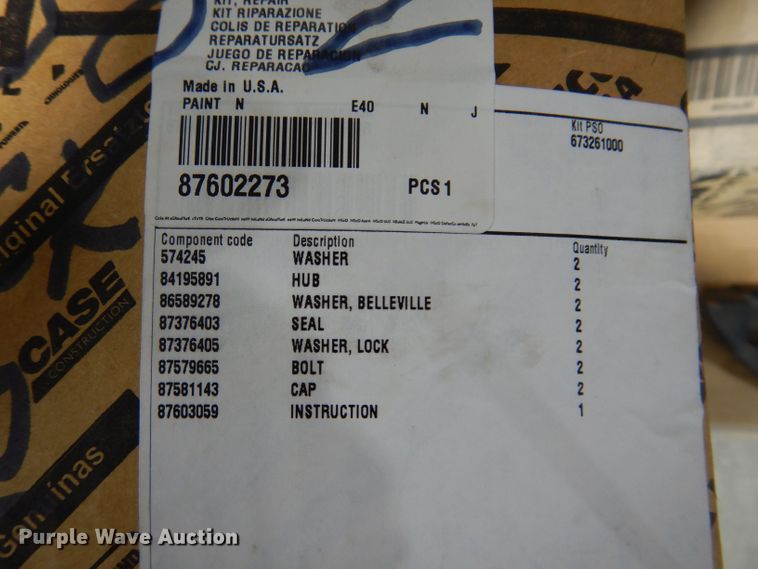 KIT, REPAIR
KIT RIPARAZIONE
COLIS DE REPARATION
REPARATURSATZ
JUEGO DE REPARACION
CJ. REPARACAO
Made in U.S.A.
PAINT N E40 N J
87602273 PCS 1
Kit PSO
673261000
Component code Description Quantity
574245 WASHER 2
84195891 HUB 2
86589278 WASHER, BELLEVILLE 2
87376403 SEAL 2
87376405 WASHER, LOCK 2
87579665 BOLT 2
87581143 CAP 2
87603059 INSTRUCTION 1
CASE
CONSTRUCTION
Genuinas
Purple Wave Auction